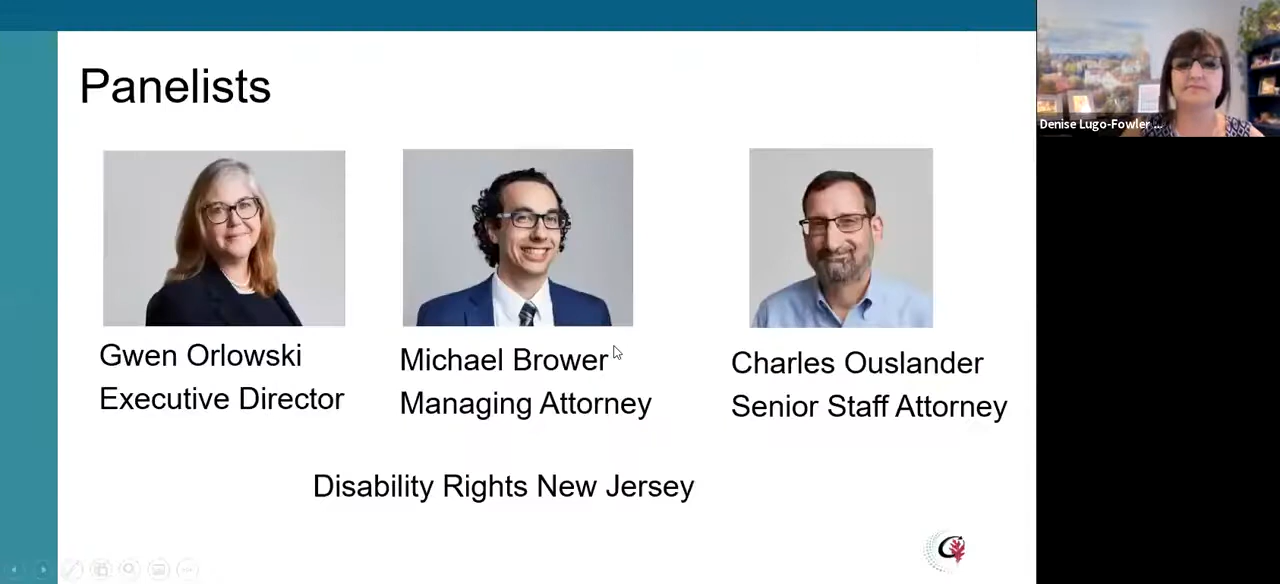 Panelists
Denise Lugo-Fowler ...
Gwen Orlowski
Executive Director
Michael Brower
Managing Attorney
Charles Ouslander
Senior Staff Attorney
Disability Rights New Jersey